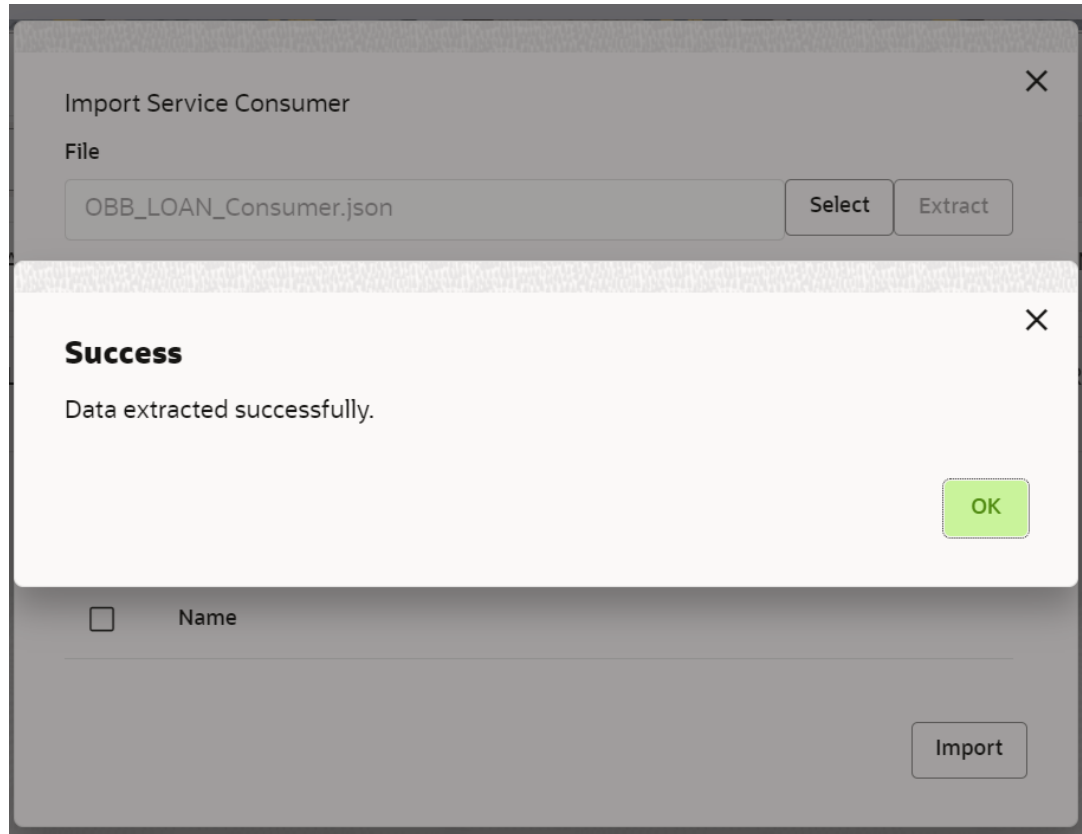 Import Service Consumer
File
OBB_LOAN_Consumer.json
Select
Extract
Success
Data extracted successfully.
OK
Name
Import